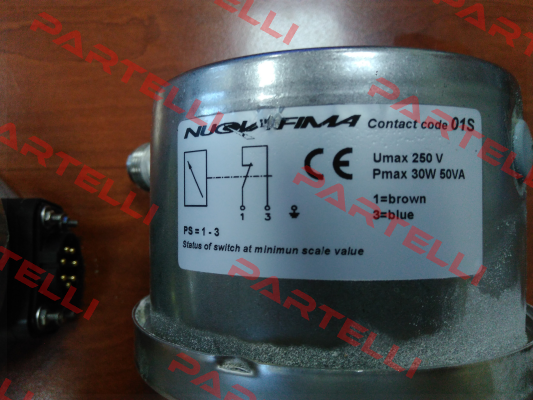 NUOVA FIMA Contact code 01S
CE
Umax 250 V
Pmax 30W 50VA
1=brown
3=blue
1 3
PS = 1 - 3
Status of switch at minimun scale value
PARTELLI
PARTELLI
PARTELLI
PARTELLI
PARTELLI
PARTELLI